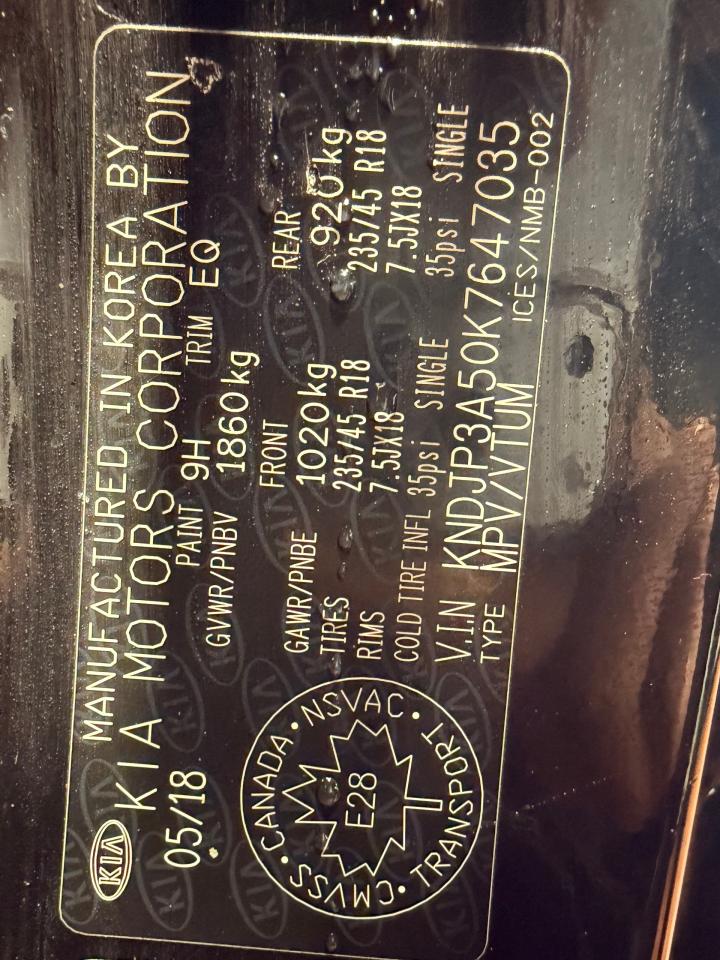 KIA
MANUFACTURED IN KOREA BY
KIA MOTORS CORPORATION
05/18 PAINT 9H TRIM EQ
GVWR/PNBV 1860kg
FRONT REAR
GAWR/PNBE 1020kg 920kg
TIRES 235/45 R18 235/45 R18
RIMS 7.5JX18 7.5JX18
COLD TIRE INFL 35psi SINGLE 35psi SINGLE
V.I.N KNDJP3A50K7647035
TYPE MPV/VTUM ICES/NMB-002
CANADA • NSVAC • TRANSPORT • CMVSS •
E28